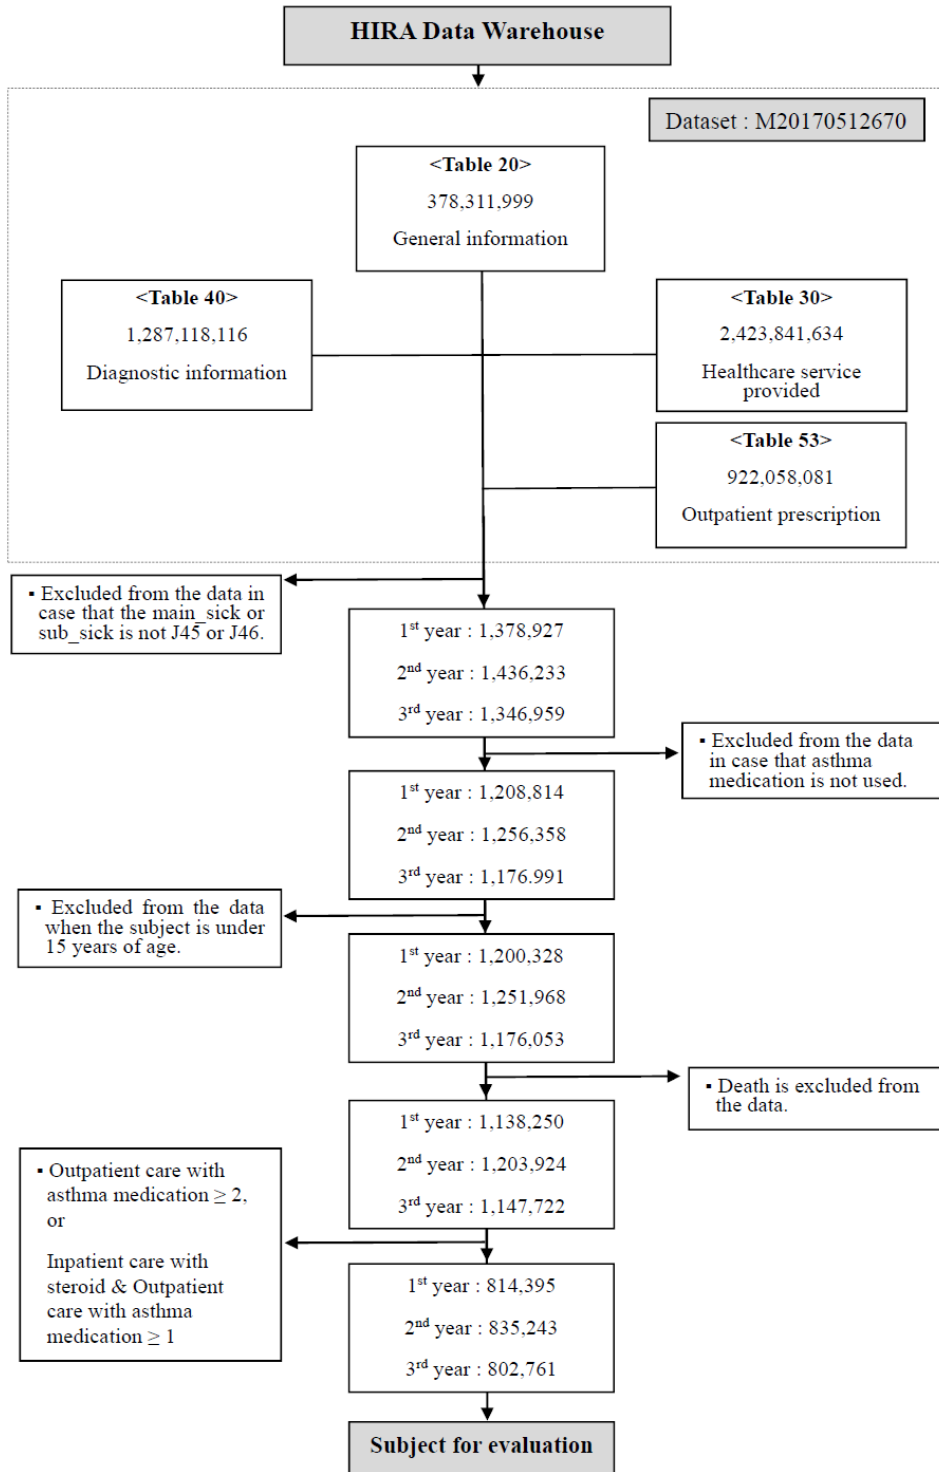 HIRA Data Warehouse
Dataset : M20170512670
<Table 20>
378,311,999
General information
<Table 40>
1,287,118,116
Diagnostic information
<Table 30>
2,423,841,634
Healthcare service
provided
<Table 53>
922,058,081
Outpatient prescription
▪ Excluded from the data in
case that the main_sick or
sub_sick is not J45 or J46.
1st year : 1,378,927
2nd year : 1,436,233
3rd year : 1,346,959
▪ Excluded from the data
in case that asthma
medication is not used.
1st year : 1,208,814
2nd year : 1,256,358
3rd year : 1,176.991
▪ Excluded from the data
when the subject is under
15 years of age.
1st year : 1,200,328
2nd year : 1,251,968
3rd year : 1,176,053
▪ Death is excluded from
the data.
1st year : 1,138,250
2nd year : 1,203,924
3rd year : 1,147,722
▪ Outpatient care with
asthma medication ≥ 2,
or
Inpatient care with
steroid & Outpatient
care with asthma
medication ≥ 1
1st year : 814,395
2nd year : 835,243
3rd year : 802,761
Subject for evaluation